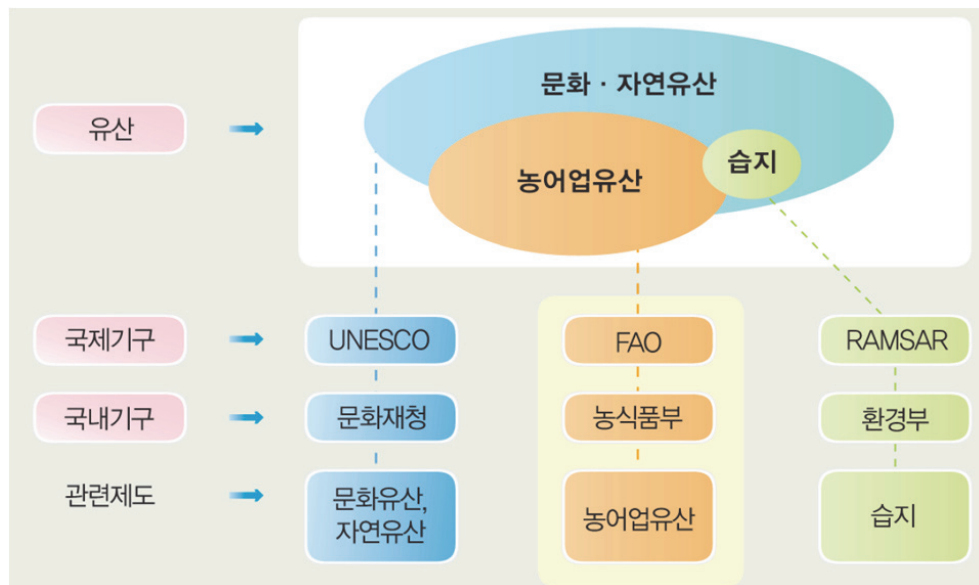 문화 · 자연유산
유산
농어업유산
습지
국제기구
UNESCO
FAO
RAMSAR
국내기구
문화재청
농식품부
환경부
관련제도
문화유산,
자연유산
농어업유산
습지